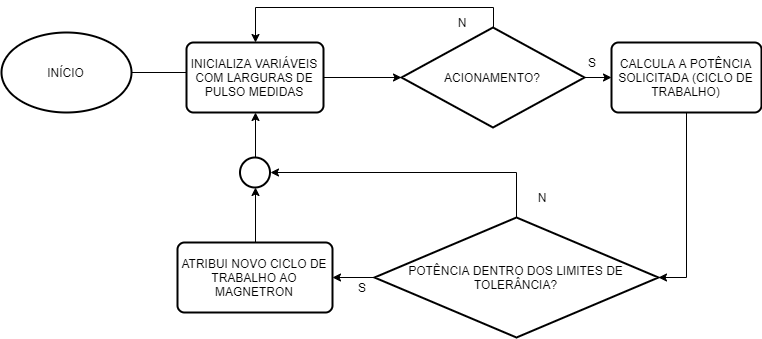 N
INÍCIO
INICIALIZA VARIÁVEIS
COM LARGURAS DE
PULSO MEDIDAS
ACIONAMENTO?
S
CALCULA A POTÊNCIA
SOLICITADA (CICLO DE
TRABALHO)
N
POTÊNCIA DENTRO DOS LIMITES DE
TOLERÂNCIA?
S
ATRIBUI NOVO CICLO DE
TRABALHO AO
MAGNETRON